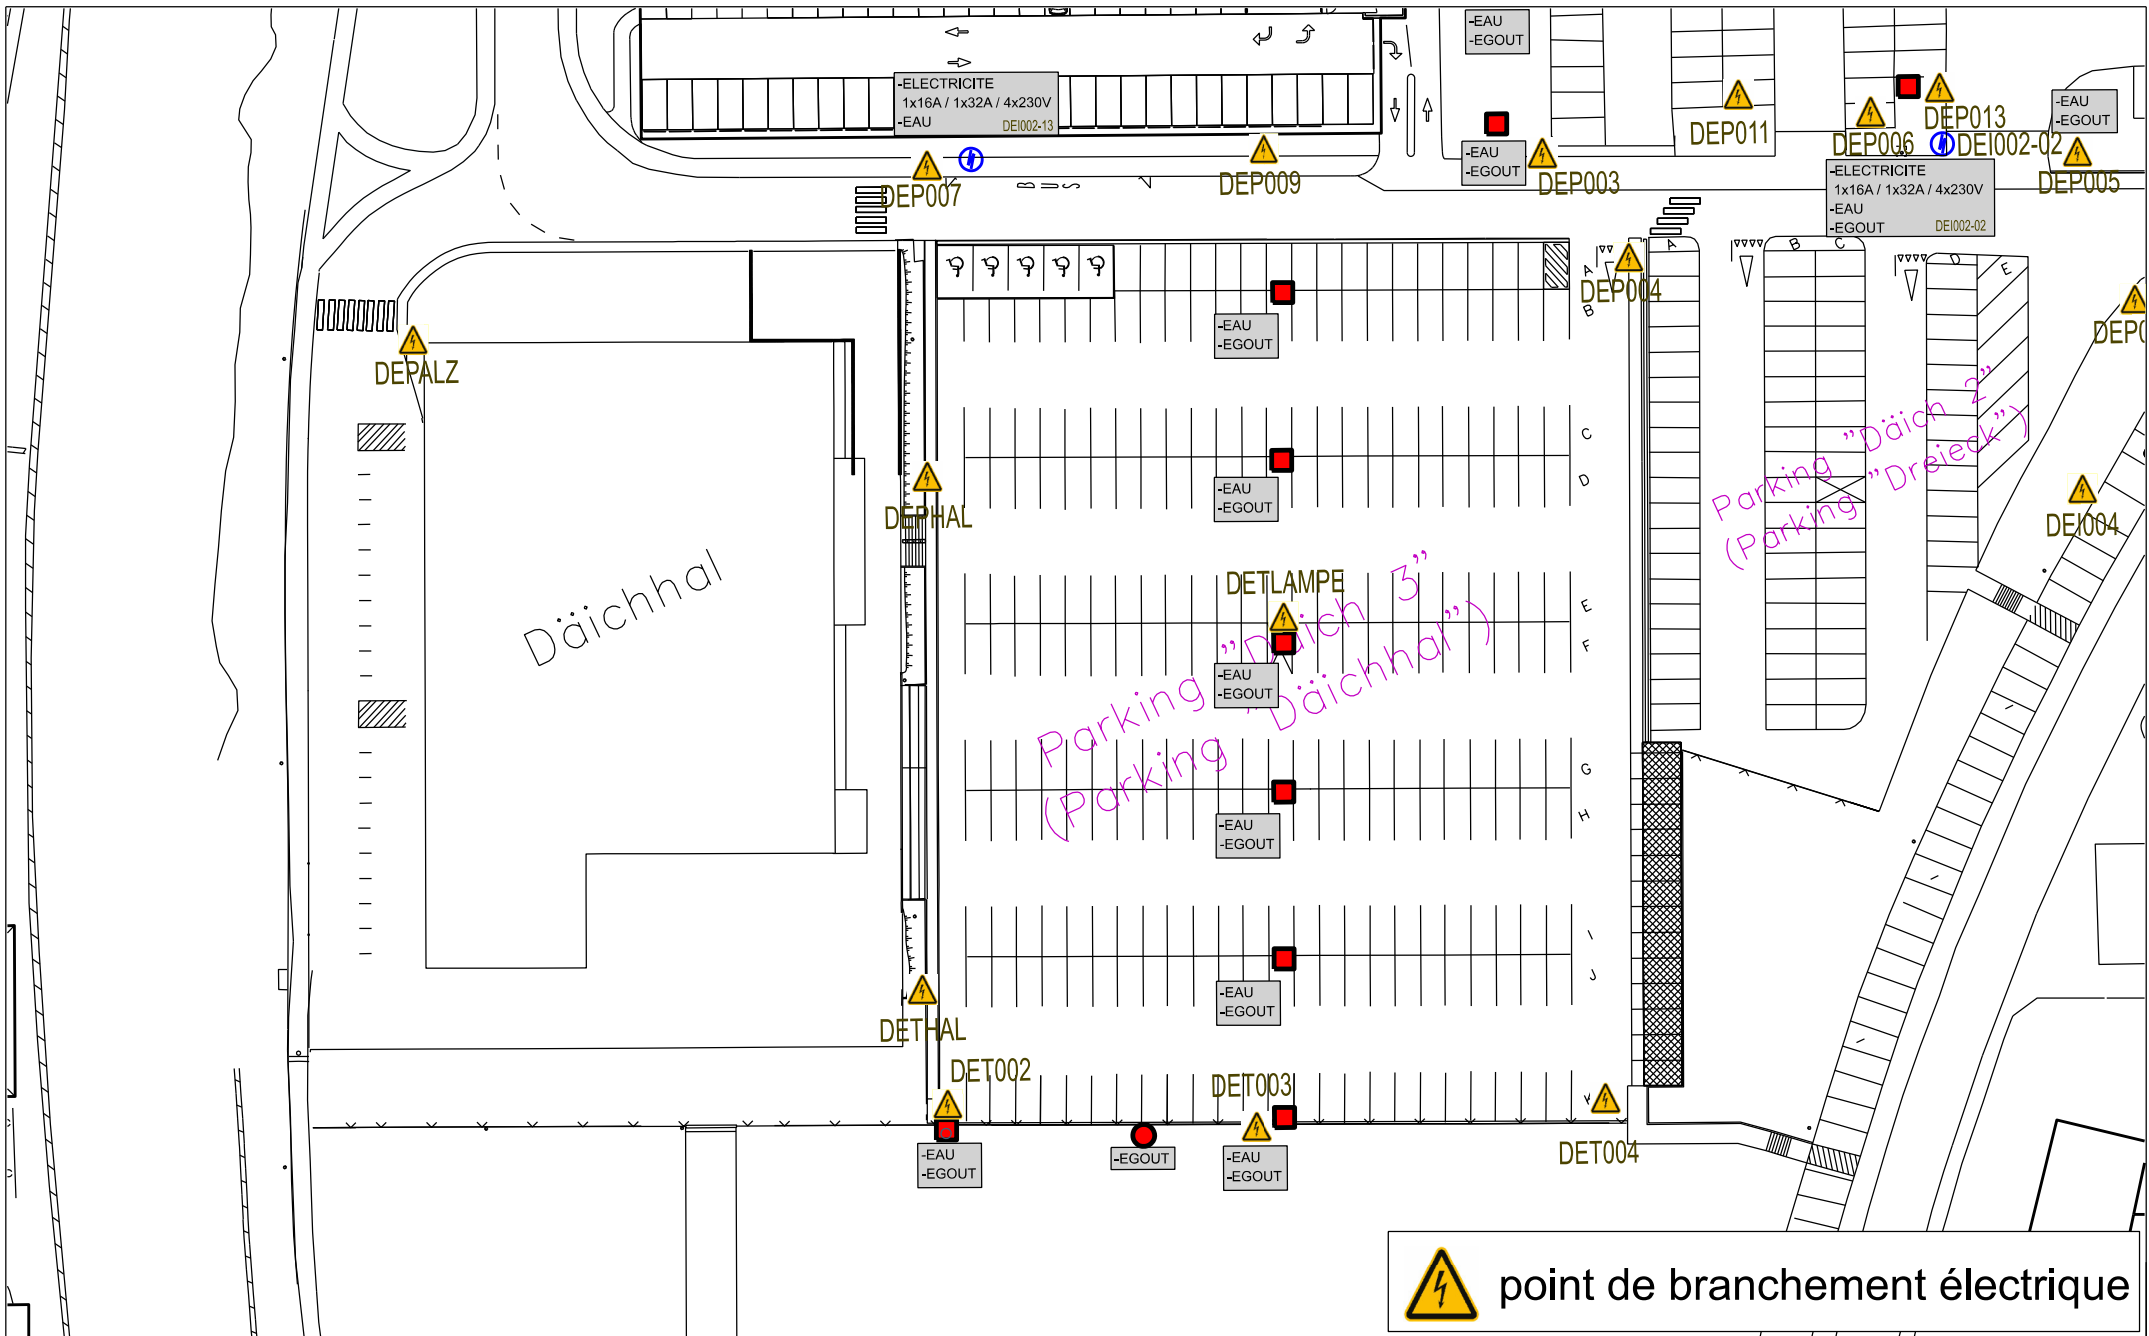 -EAU
-EGOUT
-ELECTRICITE
1x16A / 1x32A / 4x230V
-EAU
DEI002-13
DEP007
BUS
DEP009
-EAU
-EGOUT
DEP003
DEP011
DEP006
DEP013
DEI002-02
-EAU
-EGOUT
DEP005
-ELECTRICITE
1x16A / 1x32A / 4x230V
-EAU
-EGOUT
DEI002-02
DEPALZ
A
B
DEP004
A
B
C
D
E
-EAU
-EGOUT
C
D
-EAU
-EGOUT
DEPHAL
Parking "Däich 2"
(Parking "Dreieck")
DEI004
Däichhal
DETLAMPE
E
F
-EAU
-EGOUT
Parking "Däich 3"
(Parking "Däichhal")
G
H
-EAU
-EGOUT
I
J
-EAU
-EGOUT
DETHAL
DET002
DET003
DET004
-EAU
-EGOUT
-EGOUT
-EAU
-EGOUT
point de branchement électrique